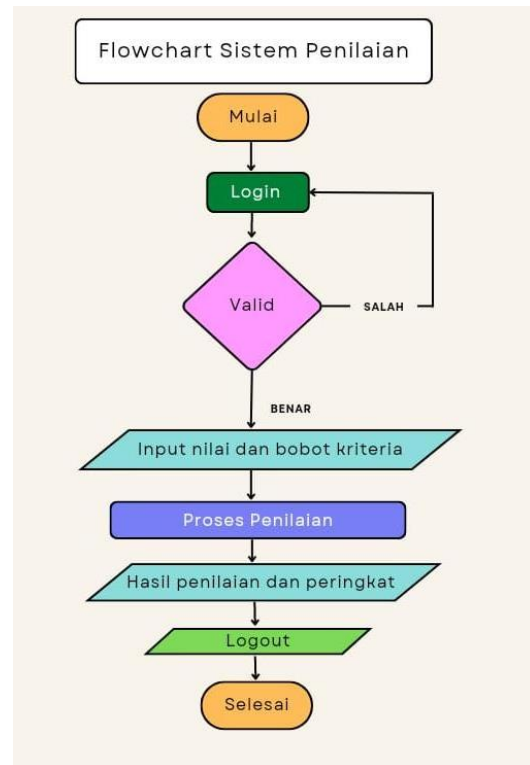 Flowchart Sistem Penilaian
Mulai
Login
Valid
SALAH
BENAR
Input nilai dan bobot kriteria
Proses Penilaian
Hasil penilaian dan peringkat
Logout
Selesai